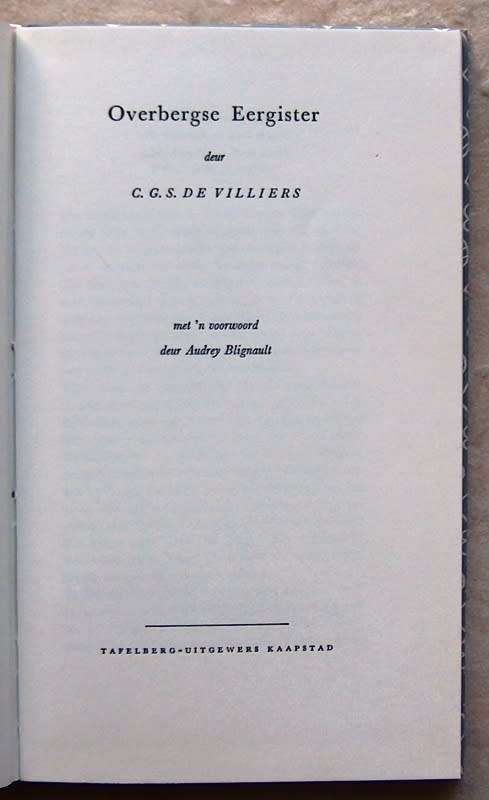 Overbergse Eergister
deur
C. G. S. DE VILLIERS
met 'n voorwoord
deur Audrey Blignault
TAFELBERG-UITGEWERS KAAPSTAD